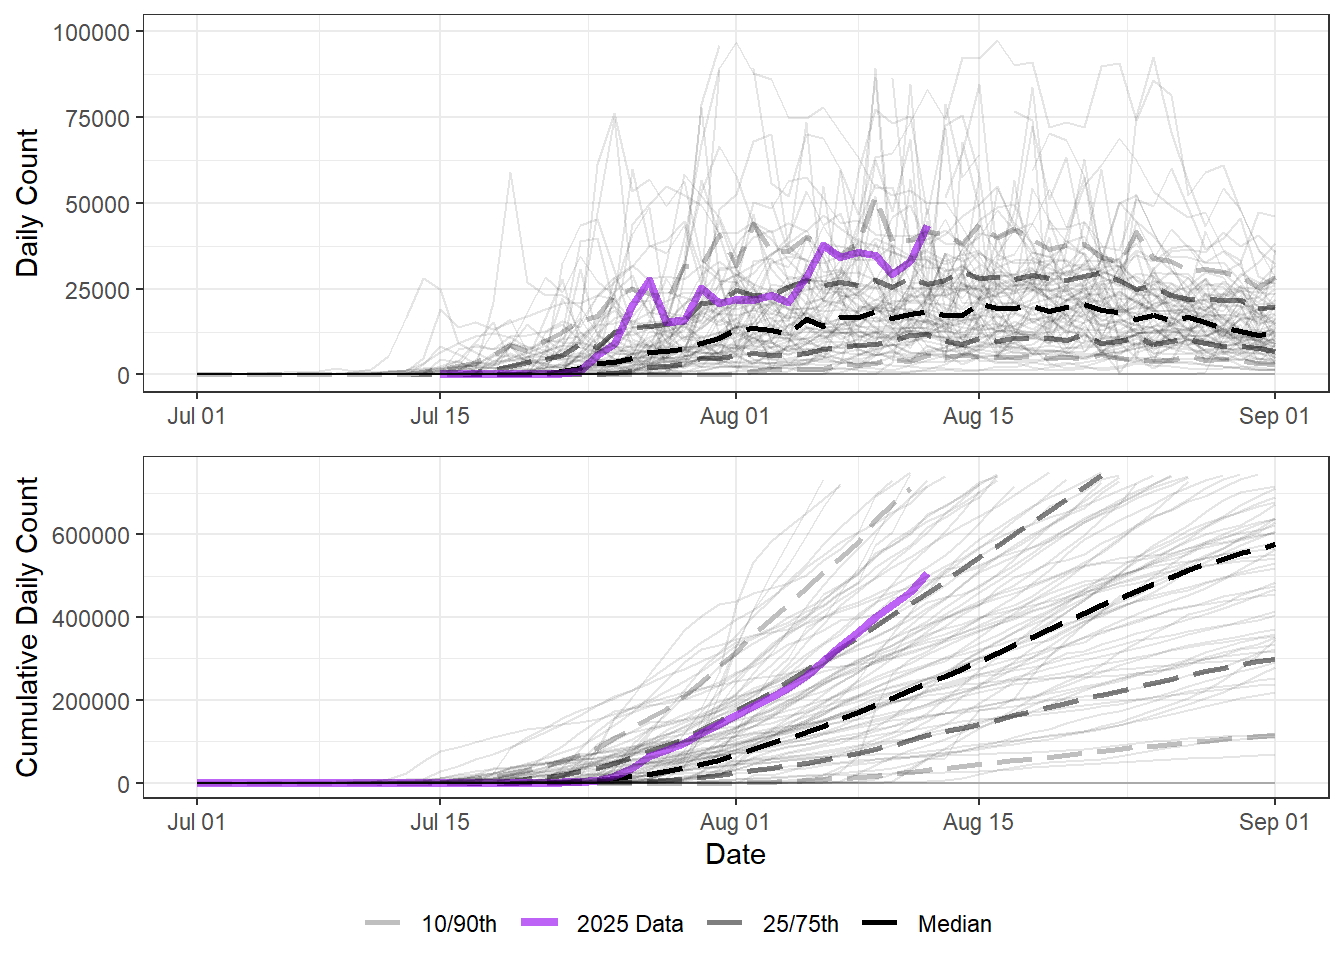 Daily Count
100000
75000
50000
25000
0
Jul 01 Jul 15 Aug 01 Aug 15 Sep 01
Cumulative Daily Count
600000
400000
200000
0
Jul 01 Jul 15 Aug 01 Aug 15 Sep 01
Date
10/90th 2025 Data 25/75th Median